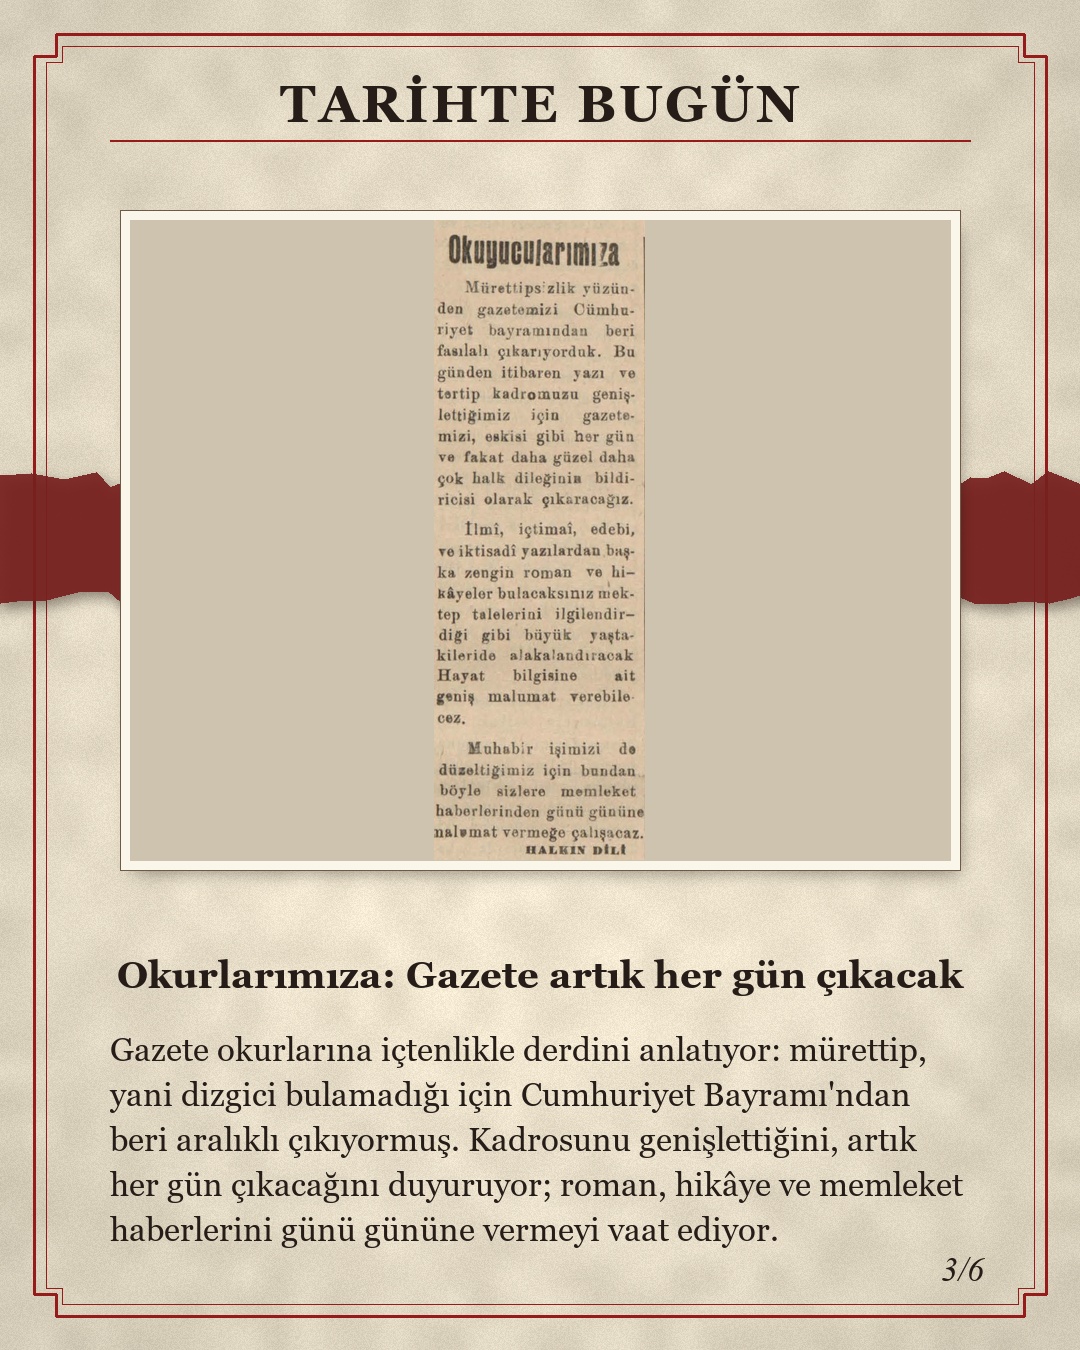 TARİHTE BUGÜN
Okuyucularımıza
Mürettipsizlik yüzün-
den gazetemizi Cümhu-
riyet bayramından beri
fasılalı çıkarıyorduk. Bu
günden itibaren yazı ve
tertip kadromuzu geniş-
lettiğimiz için gazete-
mizi, eskisi gibi her gün
ve fakat daha güzel daha
çok halk dileğinin bildi-
ricisi olarak çıkaracağız.
İlmî, içtimaî, edebi,
ve iktisadî yazılardan baş-
ka zengin roman ve hi-
kâyeler bulacaksınız mek-
tep talelerini ilgilendir-
diği gibi büyük yaşta-
kileride alakalandıracak
Hayat bilgisine ait
geniş malumat verebile-
cez.
Muhabir işimizi de
düzeltiğimiz için bundan
böyle sizlere memleket
haberlerinden günü gününe
malumat vermeğe çalışacaz.
HALKIN DİLİ
Okurlarımıza: Gazete artık her gün çıkacak
Gazete okurlarına içtenlikle derdini anlatıyor: mürettip,
yani dizgici bulamadığı için Cumhuriyet Bayramı'ndan
beri aralıklı çıkıyormuş. Kadrosunu genişlettiğini, artık
her gün çıkacağını duyuruyor; roman, hikâye ve memleket
haberlerini günü gününe vermeyi vaat ediyor.
3/6